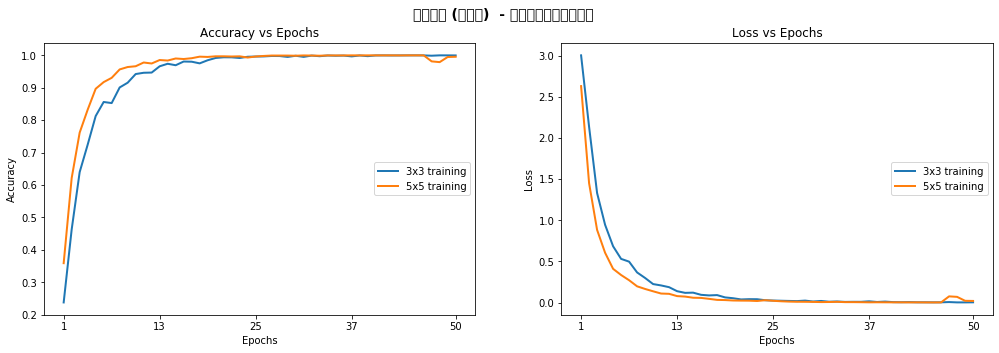 Accuracy vs Epochs
1.0
0.9
0.8
0.7
0.6
0.5
0.4
0.3
0.2
Accuracy
3x3 training
5x5 training
1
13
25
37
50
Epochs
Loss vs Epochs
3.0
2.5
2.0
1.5
1.0
0.5
0.0
Loss
3x3 training
5x5 training
1
13
25
37
50
Epochs